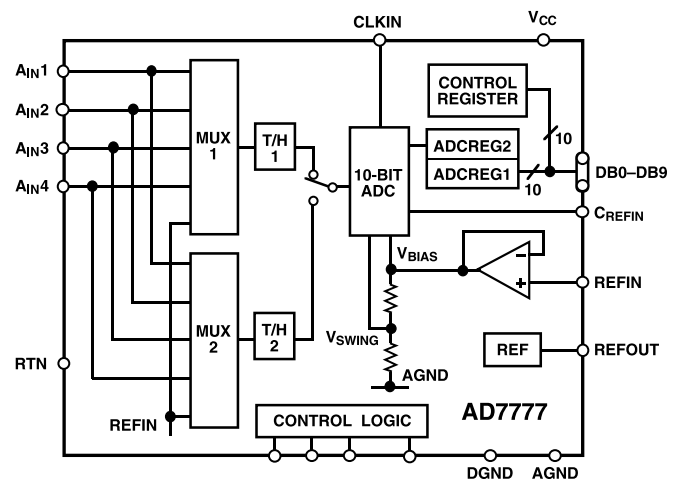 CLKIN
VCC
AIN1
AIN2
AIN3
AIN4
MUX
1
T/H
1
10-BIT
ADC
CONTROL
REGISTER
10
ADCREG2
ADCREG1
10
DB0–DB9
CREFIN
VBIAS
REFIN
MUX
2
T/H
2
VSWING
REF
REFOUT
RTN
AGND
REFIN
CONTROL LOGIC
AD7777
DGND
AGND